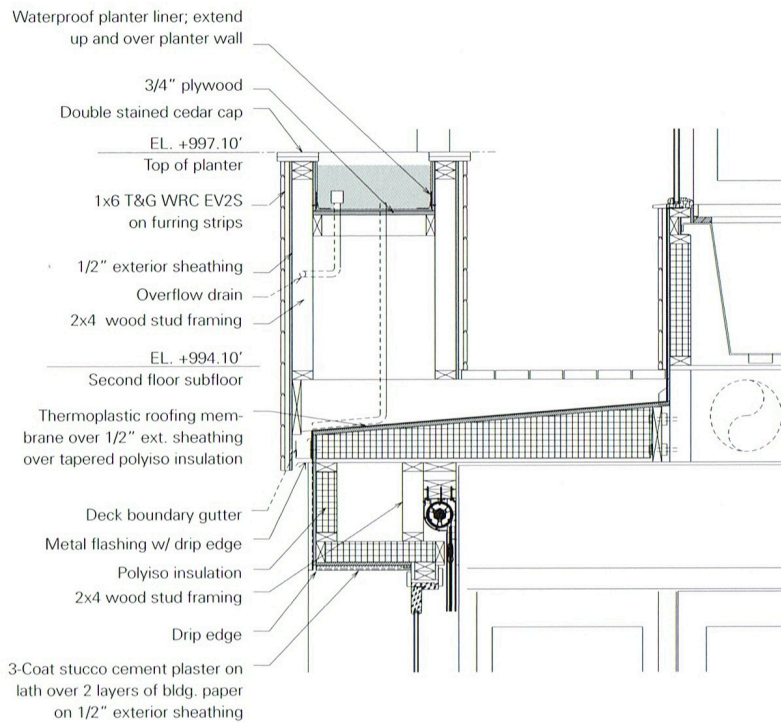 Waterproof planter liner; extend
up and over planter wall
3/4" plywood
Double stained cedar cap
EL. +997.10'
Top of planter
1x6 T&G WRC EV2S
on furring strips
1/2" exterior sheathing
Overflow drain
2x4 wood stud framing
EL. +994.10'
Second floor subfloor
Thermoplastic roofing mem-
brane over 1/2" ext. sheathing
over tapered polyiso insulation
Deck boundary gutter
Metal flashing w/ drip edge
Polyiso insulation
2x4 wood stud framing
Drip edge
3-Coat stucco cement plaster on
lath over 2 layers of bldg. paper
on 1/2" exterior sheathing